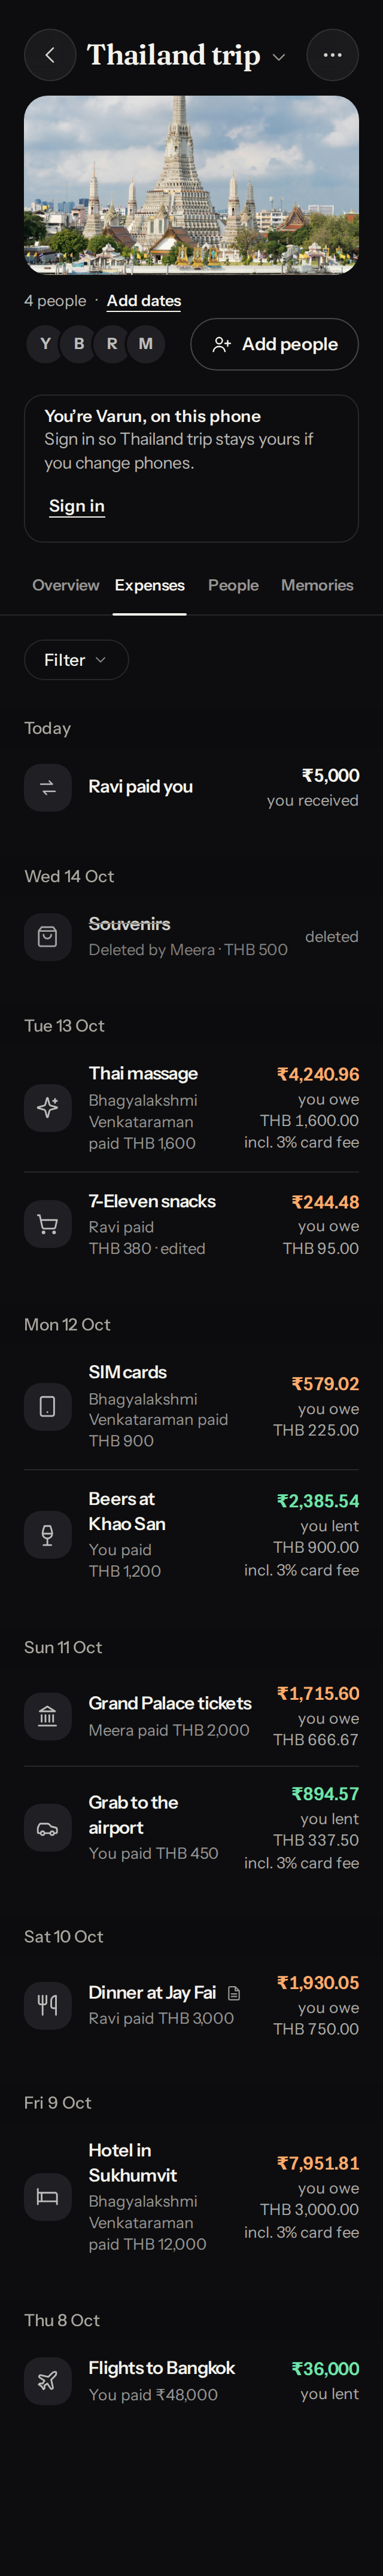 Thailand trip
4 people · Add dates
Y B R M
Add people
You're Varun, on this phone
Sign in so Thailand trip stays yours if
you change phones.
Sign in
Overview Expenses People Memories
Filter
Today
Ravi paid you
₹5,000
you received
Wed 14 Oct
Souvenirs
Deleted by Meera · THB 500
deleted
Tue 13 Oct
Thai massage
Bhagyalakshmi
Venkataraman
paid THB 1,600
₹4,240.96
you owe
THB 1,600.00
incl. 3% card fee
7-Eleven snacks
Ravi paid
THB 380 · edited
₹244.48
you owe
THB 95.00
Mon 12 Oct
SIM cards
Bhagyalakshmi
Venkataraman paid
THB 900
₹579.02
you owe
THB 225.00
Beers at
Khao San
You paid
THB 1,200
₹2,385.54
you lent
THB 900.00
incl. 3% card fee
Sun 11 Oct
Grand Palace tickets
Meera paid THB 2,000
₹1,715.60
you owe
THB 666.67
Grab to the
airport
You paid THB 450
₹894.57
you lent
THB 337.50
incl. 3% card fee
Sat 10 Oct
Dinner at Jay Fai
Ravi paid THB 3,000
₹1,930.05
you owe
THB 750.00
Fri 9 Oct
Hotel in
Sukhumvit
Bhagyalakshmi
Venkataraman
paid THB 12,000
₹7,951.81
you owe
THB 3,000.00
incl. 3% card fee
Thu 8 Oct
Flights to Bangkok
You paid ₹48,000
₹36,000
you lent